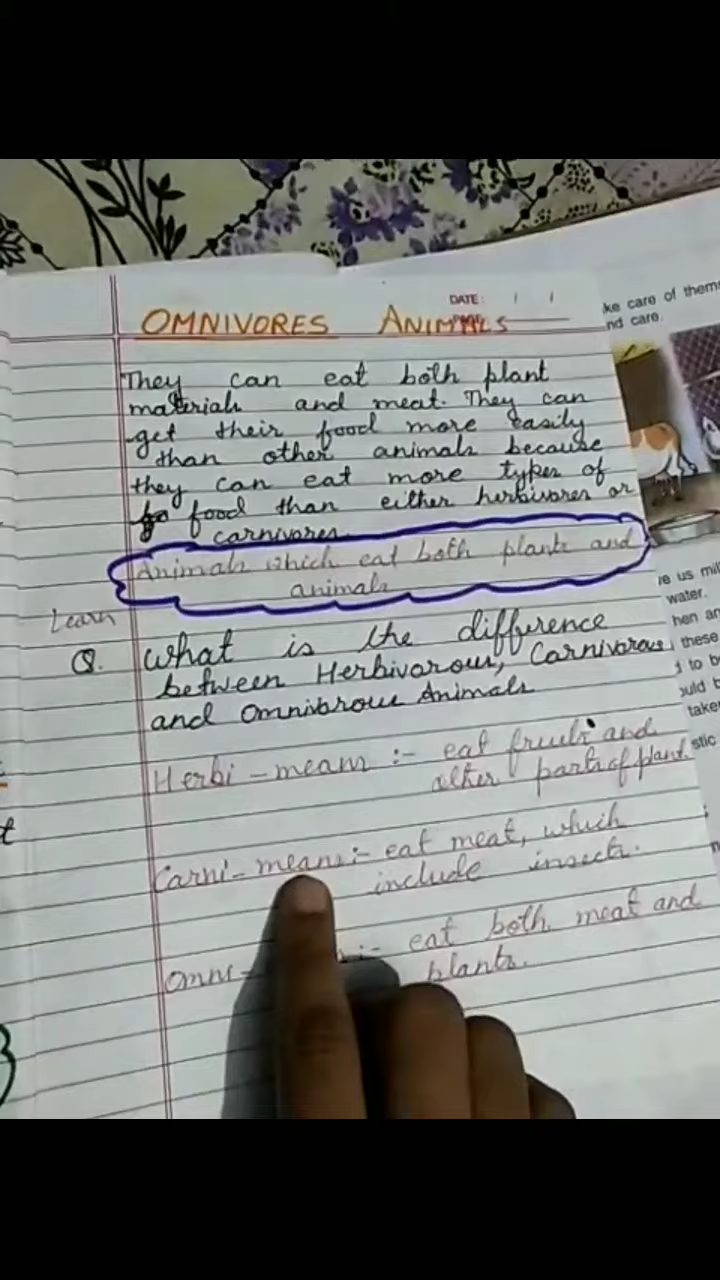 DATE: / /
OMNIVORES ANIMALS
They can eat both plant
materials and meat. They can
get their food more easily
than other animals because
they can eat more types of
food than either herbivores or
carnivores.
Animals which eat both plants and
animals
Learn
Q. What is the difference
between Herbivarous, Carnivorous,
and Omnivorous Animals
Herbi - means :- eat fruits and
other parts of plant.
Carni - means :- eat meat, which
include insects.
Omni - :- eat both meat and
plants.
ke care of thems
nd care.
e us mil
water.
hen an
these
d to b
ould b
take
stic
t